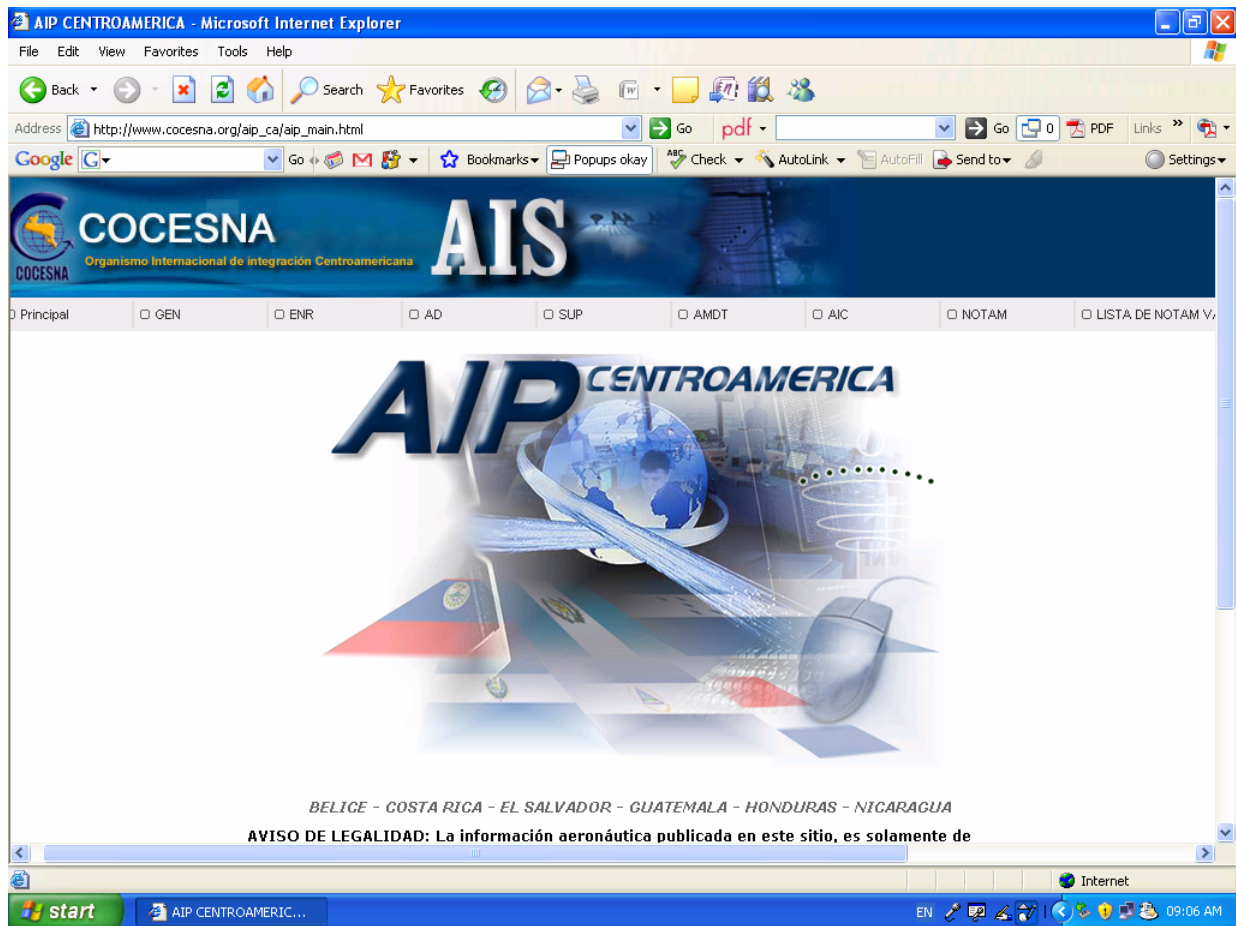 AIP CENTROAMERICA - Microsoft Internet Explorer
File Edit View Favorites Tools Help
Back Search Favorites
Address http://www.cocesna.org/aip_ca/aip_main.html Go pdf Go 0 PDF Links »
Google G Go Bookmarks Popups okay ABC Check AutoLink AutoFill Send to Settings
COCESNA
COCESNA
Organismo Internacional de integración Centroamericana
AIS
Principal GEN ENR AD SUP AMDT AIC NOTAM LISTA DE NOTAM
AIP CENTROAMERICA
BELICE - COSTA RICA - EL SALVADOR - GUATEMALA - HONDURAS - NICARAGUA
AVISO DE LEGALIDAD: La información aeronáutica publicada en este sitio, es solamente de
Internet
start AIP CENTROAMERIC... EN 09:06 AM